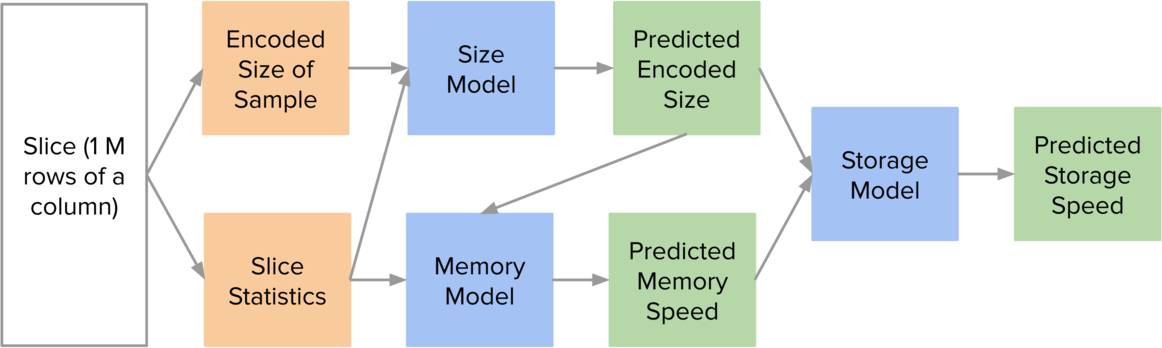 Slice (1 M
rows of a
column)
Encoded
Size of
Sample
Size
Model
Predicted
Encoded
Size
Slice
Statistics
Memory
Model
Predicted
Memory
Speed
Storage
Model
Predicted
Storage
Speed